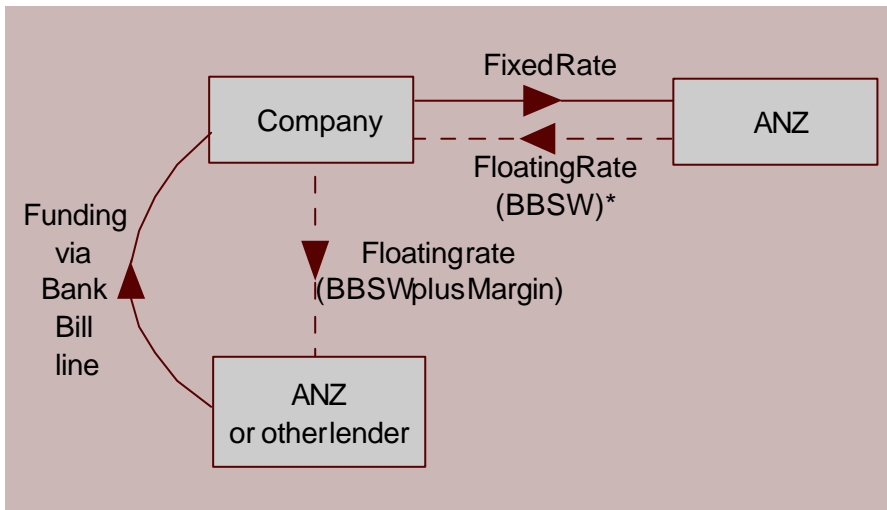 FixedRate
Company
ANZ
FloatingRate
(BBSW)*
Funding
via
Bank
Bill
line
Floatingrate
(BBSWplusMargin)
ANZ
or otherlender